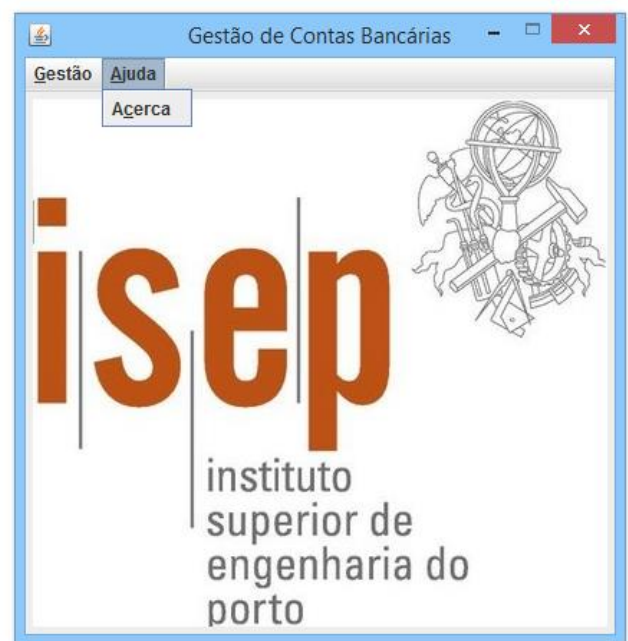 Gestão de Contas Bancárias
Gestão Ajuda
Acerca
isep
instituto
superior de
engenharia do
porto